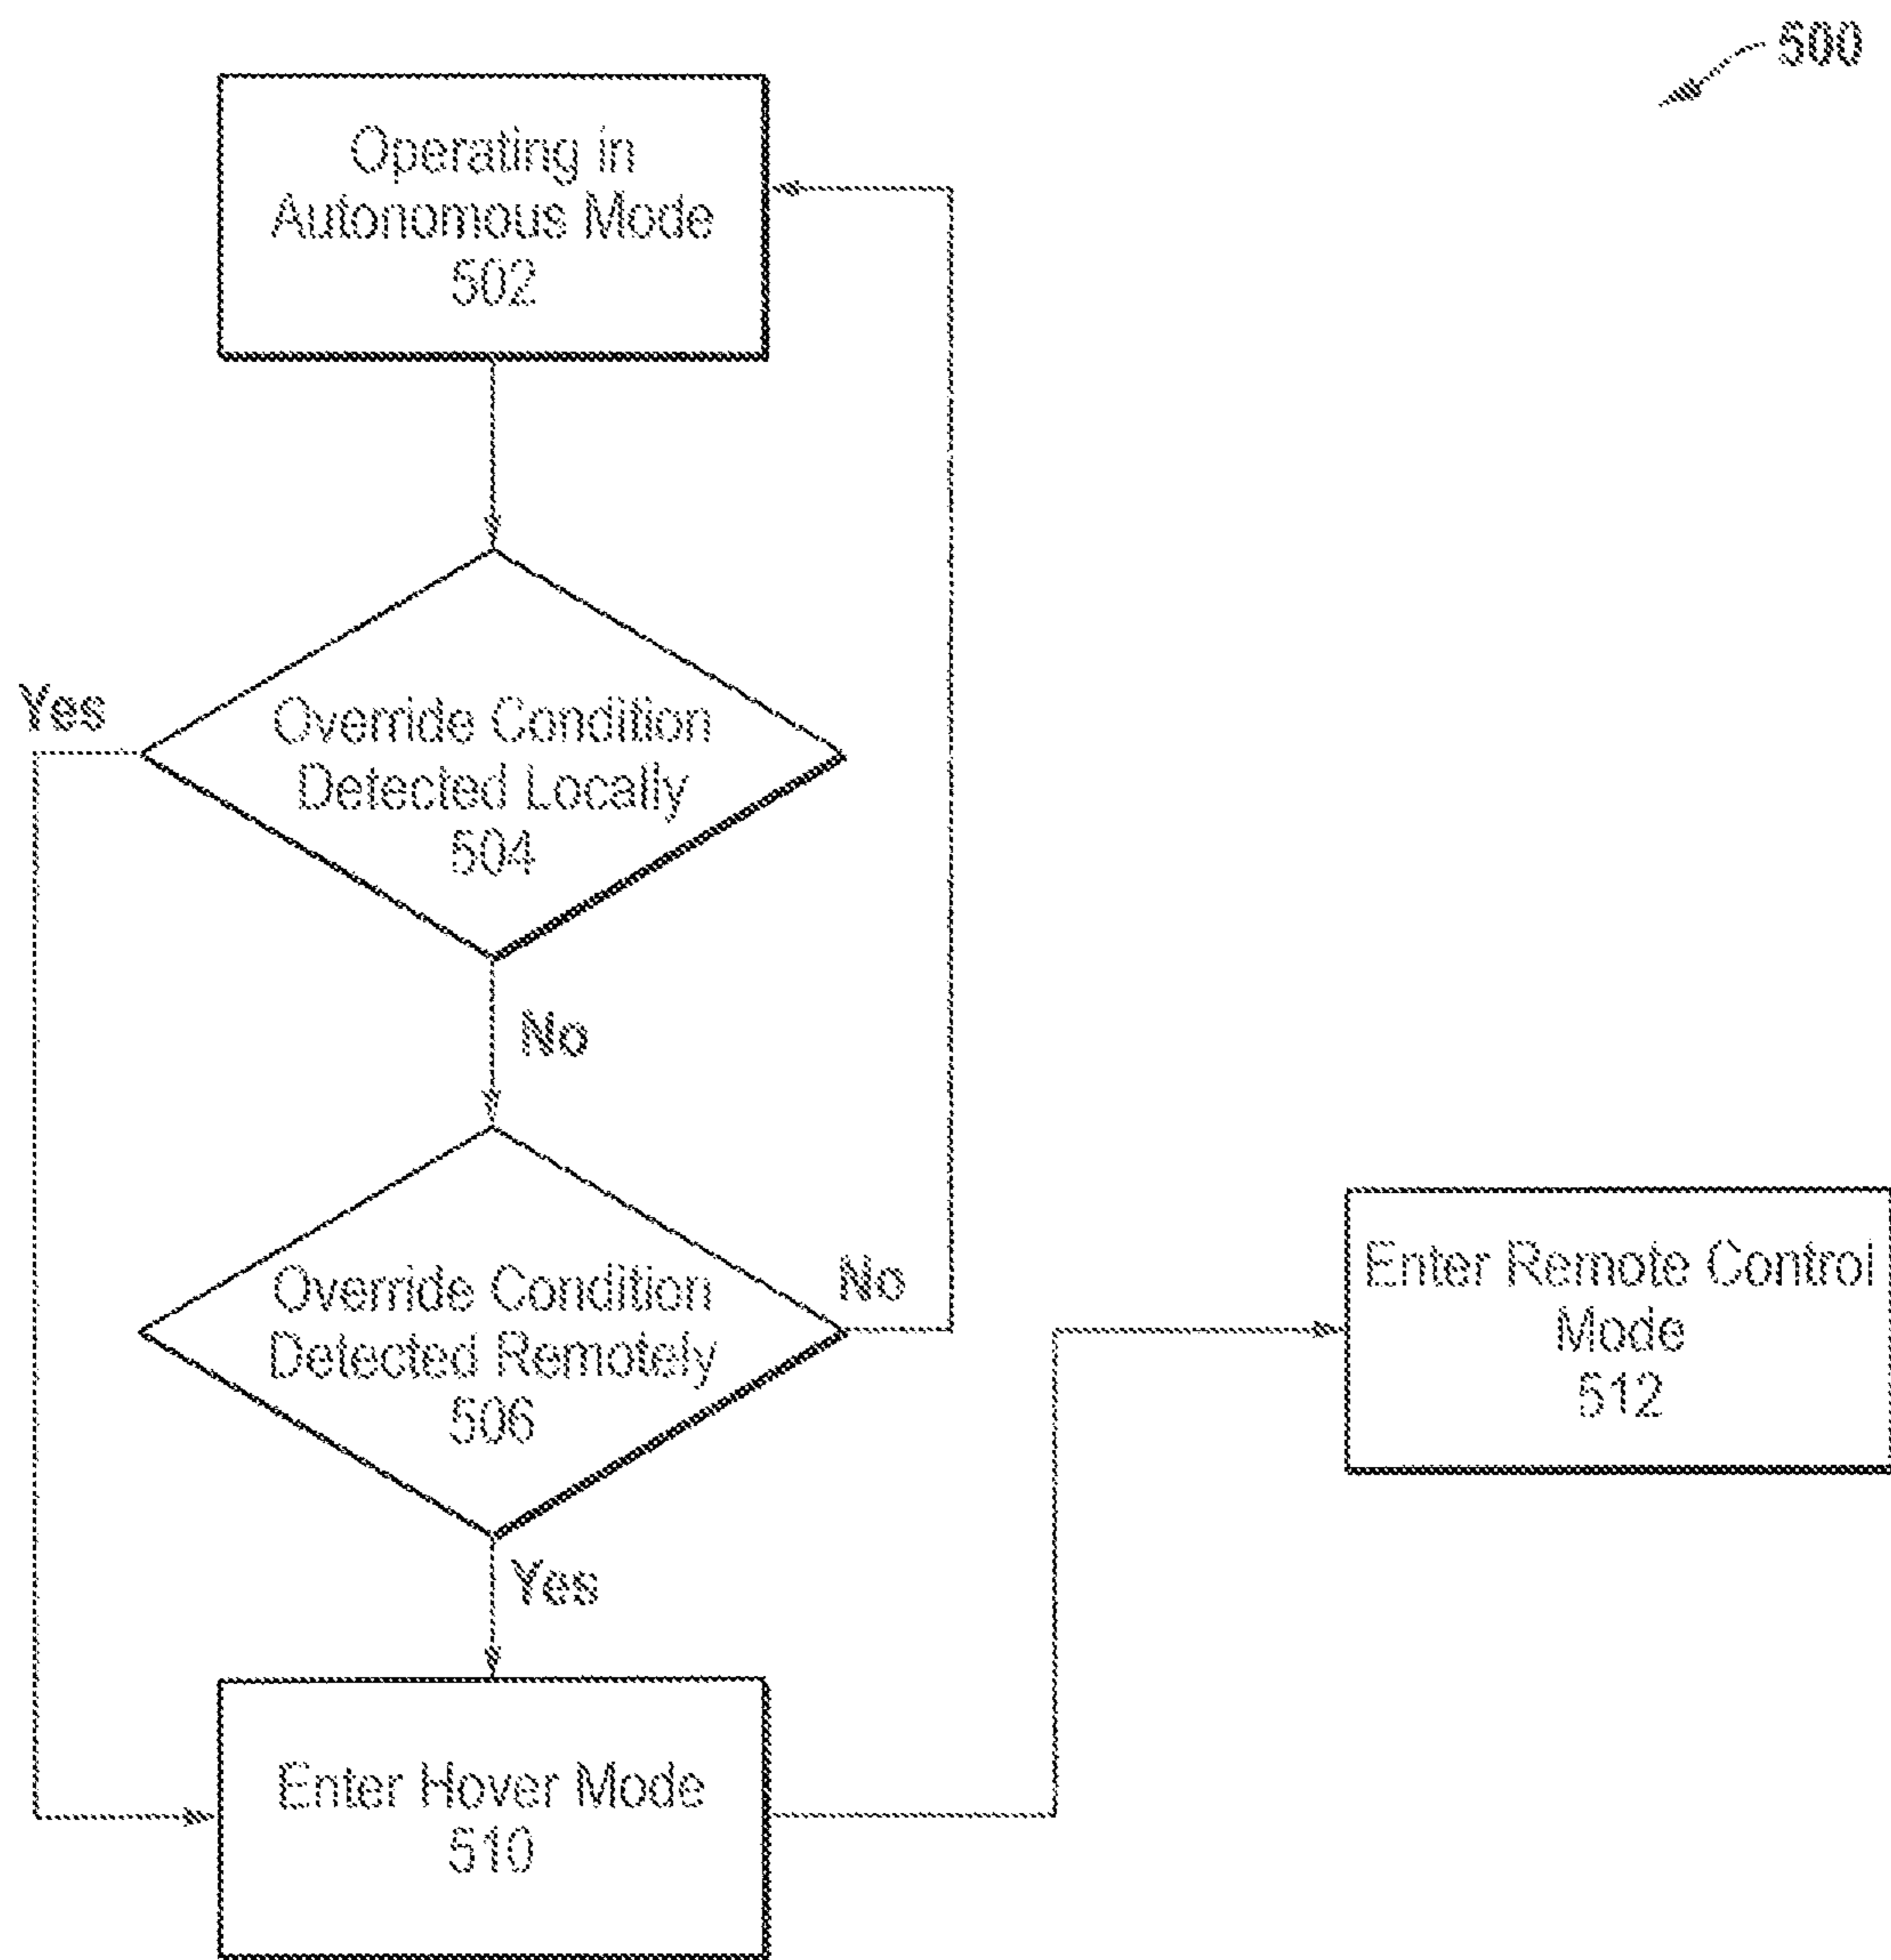 500
Operating in
Autonomous Mode
502
Yes
Override Condition
Detected Locally
504
No
Override Condition
Detected Remotely
506
No
Yes
Enter Remote Control
Mode
512
Enter Hover Mode
510